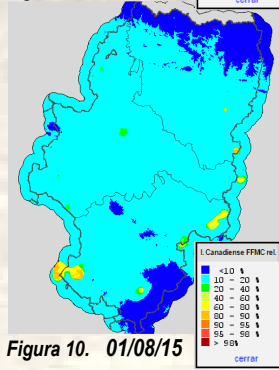 cerrar
I. Canadiense FFMC rel.
<10 %
10 - 20 %
20 - 40 %
40 - 60 %
60 - 80 %
80 - 90 %
90 - 95 %
95 - 98 %
> 98%
cerrar
Figura 10. 01/08/15